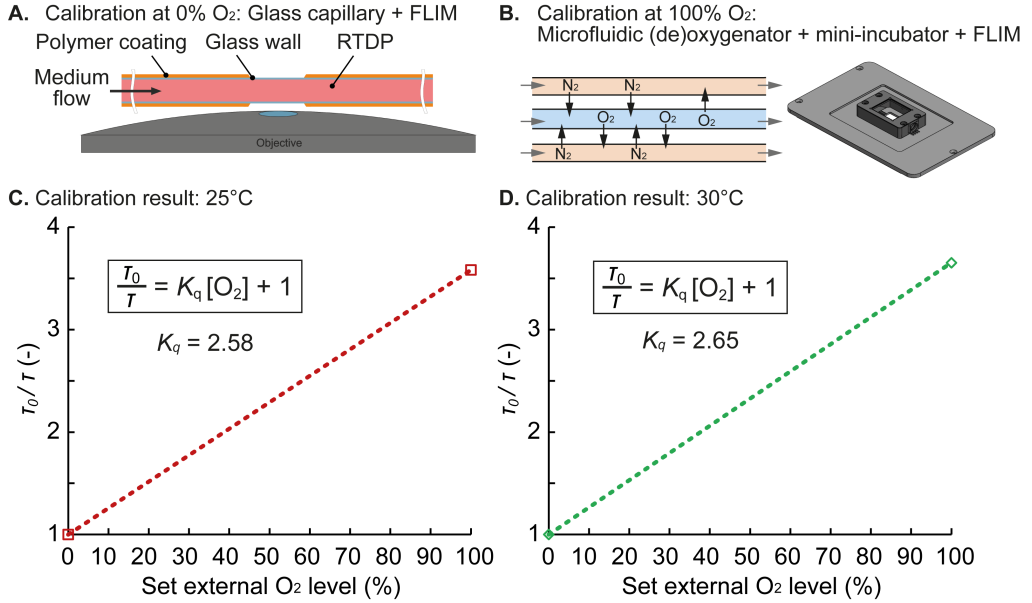 A. Calibration at 0% O₂: Glass capillary + FLIM
Polymer coating Glass wall RTDP
Medium
flow
Objective
B. Calibration at 100% O₂:
Microfluidic (de)oxygenator + mini-incubator + FLIM
N₂ N₂ O₂
O₂ O₂
N₂ N₂
C. Calibration result: 25°C
4
3
2
1
τ₀/τ (-)
τ₀/τ = Kq [O₂] + 1
Kq = 2.58
0 10 20 30 40 50 60 70 80 90 100
Set external O₂ level (%)
D. Calibration result: 30°C
4
3
2
1
τ₀/τ (-)
τ₀/τ = Kq [O₂] + 1
Kq = 2.65
0 10 20 30 40 50 60 70 80 90 100
Set external O₂ level (%)